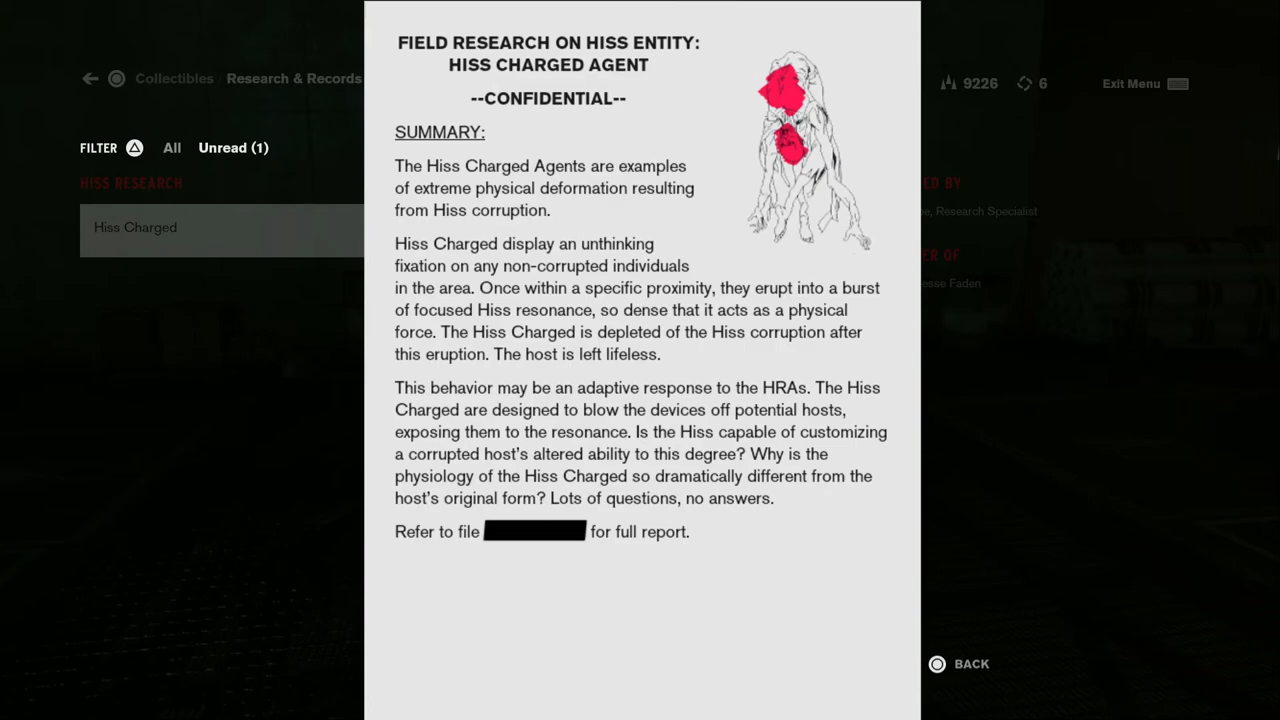 FIELD RESEARCH ON HISS ENTITY:
HISS CHARGED AGENT
--CONFIDENTIAL--
SUMMARY:
The Hiss Charged Agents are examples
of extreme physical deformation resulting
from Hiss corruption.
Hiss Charged display an unthinking
fixation on any non-corrupted individuals
in the area. Once within a specific proximity, they erupt into a burst
of focused Hiss resonance, so dense that it acts as a physical
force. The Hiss Charged is depleted of the Hiss corruption after
this eruption. The host is left lifeless.
This behavior may be an adaptive response to the HRAs. The Hiss
Charged are designed to blow the devices off potential hosts,
exposing them to the resonance. Is the Hiss capable of customizing
a corrupted host's altered ability to this degree? Why is the
physiology of the Hiss Charged so dramatically different from the
host's original form? Lots of questions, no answers.
Refer to file for full report.
Collectibles Research & Records
9226 6 Exit Menu
FILTER All Unread (1)
HISS RESEARCH
Hiss Charged
ED BY
se, Research Specialist
ER OF
esse Faden
BACK